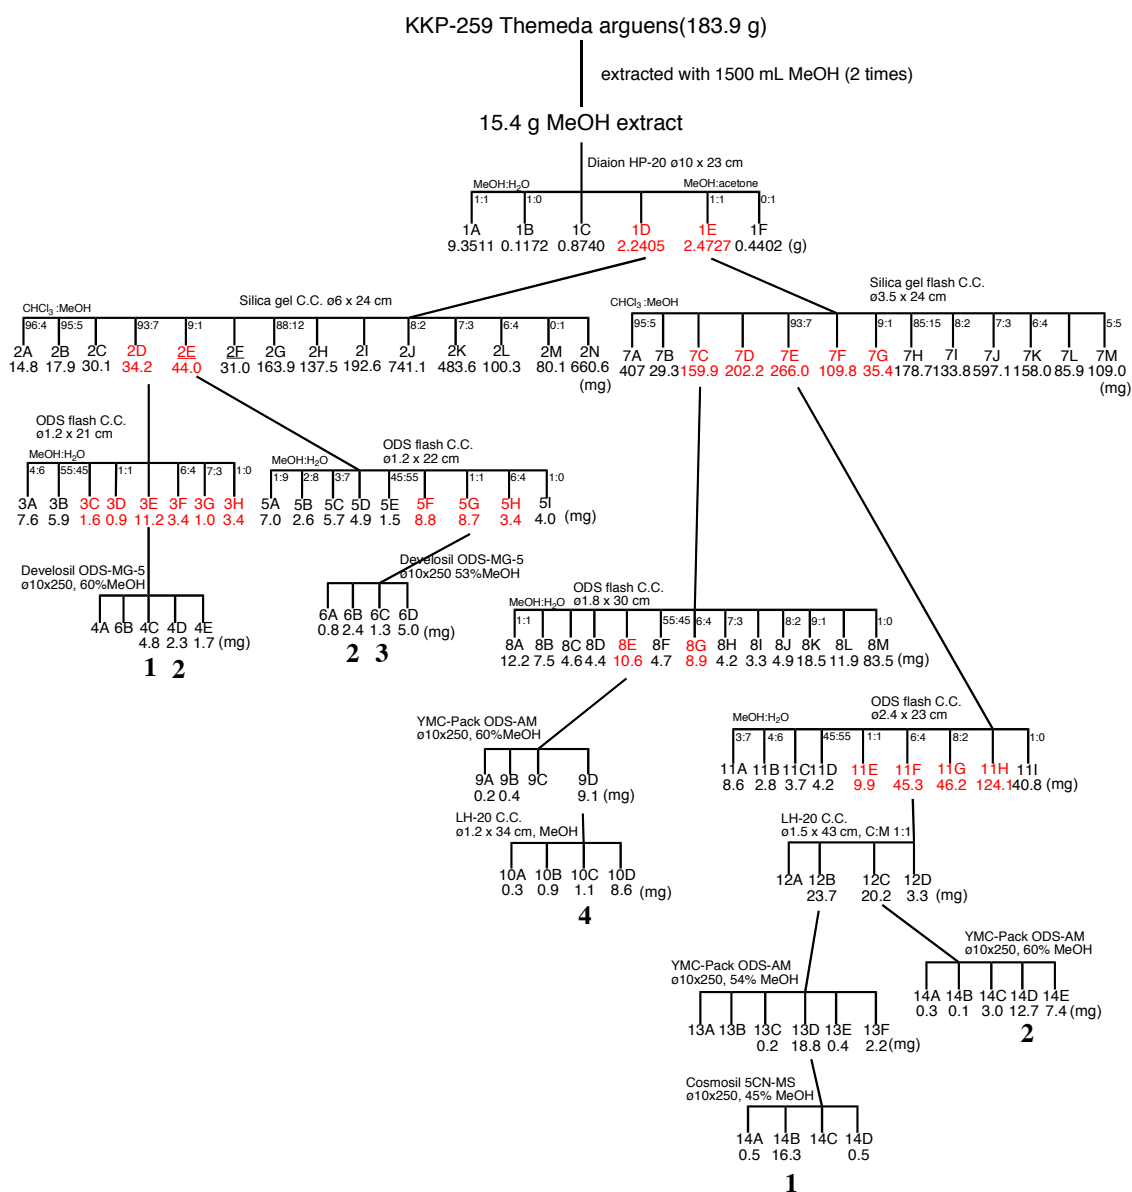 KKP-259 Themeda arguens(183.9 g)
extracted with 1500 mL MeOH (2 times)
15.4 g MeOH extract
Diaion HP-20 ø10 x 23 cm
MeOH:H2O MeOH:acetone
1:1 1:0 1:1 0:1
1A 1B 1C 1D 1E 1F
9.3511 0.1172 0.8740 2.2405 2.4727 0.4402 (g)
Silica gel C.C. ø6 x 24 cm
CHCl3 :MeOH
96:4 95:5 93:7 9:1 88:12 8:2 7:3 6:4 0:1
2A 2B 2C 2D 2E 2F 2G 2H 2I 2J 2K 2L 2M 2N
14.8 17.9 30.1 34.2 44.0 31.0 163.9 137.5 192.6 741.1 483.6 100.3 80.1 660.6
(mg)
Silica gel flash C.C.
ø3.5 x 24 cm
CHCl3 :MeOH
95:5 93:7 9:1 85:15 8:2 7:3 6:4 5:5
7A 7B 7C 7D 7E 7F 7G 7H 7I 7J 7K 7L 7M
407 29.3 159.9 202.2 266.0 109.8 35.4 178.7 133.8 597.1 158.0 85.9 109.0
(mg)
ODS flash C.C.
ø1.2 x 21 cm
MeOH:H2O
4:6 55:45 1:1 6:4 7:3 1:0
3A 3B 3C 3D 3E 3F 3G 3H
7.6 5.9 1.6 0.9 11.2 3.4 1.0 3.4
ODS flash C.C.
ø1.2 x 22 cm
MeOH:H2O
1:9 2:8 3:7 45:55 1:1 6:4 1:0
5A 5B 5C 5D 5E 5F 5G 5H 5I
7.0 2.6 5.7 4.9 1.5 8.8 8.7 3.4 4.0 (mg)
Develosil ODS-MG-5
ø10x250, 60%MeOH
4A 6B 4C 4D 4E (mg)
4.8 2.3 1.7
1 2
Develosil ODS-MG-5
ø10x250 53%MeOH
6A 6B 6C 6D
0.8 2.4 1.3 5.0 (mg)
2 3
ODS flash C.C.
ø1.8 x 30 cm
MeOH:H2O
1:1 55:45 6:4 7:3 8:2 9:1 1:0
8A 8B 8C 8D 8E 8F 8G 8H 8I 8J 8K 8L 8M
12.2 7.5 4.6 4.4 10.6 4.7 8.9 4.2 3.3 4.9 18.5 11.9 83.5 (mg)
YMC-Pack ODS-AM
ø10x250, 60%MeOH
9A 9B 9C 9D
0.2 0.4 9.1 (mg)
LH-20 C.C.
ø1.2 x 34 cm, MeOH
10A 10B 10C 10D
0.3 0.9 1.1 8.6 (mg)
4
ODS flash C.C.
ø2.4 x 23 cm
MeOH:H2O
3:7 4:6 45:55 1:1 6:4 8:2 1:0
11A 11B 11C 11D 11E 11F 11G 11H 11I
8.6 2.8 3.7 4.2 9.9 45.3 46.2 124.1 40.8 (mg)
LH-20 C.C.
ø1.5 x 43 cm, C:M 1:1
12A 12B 12C 12D
23.7 20.2 3.3 (mg)
YMC-Pack ODS-AM
ø10x250, 60% MeOH
14A 14B 14C 14D 14E
0.3 0.1 3.0 12.7 7.4 (mg)
2
YMC-Pack ODS-AM
ø10x250, 54% MeOH
13A 13B 13C 13D 13E 13F
0.2 18.8 0.4 2.2 (mg)
Cosmosil 5CN-MS
ø10x250, 45% MeOH
14A 14B 14C 14D
0.5 16.3 0.5
1